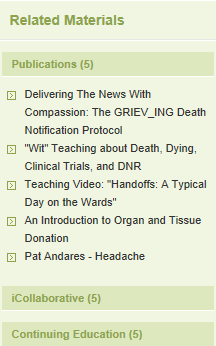 Related Materials
Publications (5)
Delivering The News With
Compassion: The GRIEV_ING Death
Notification Protocol
"Wit" Teaching about Death, Dying,
Clinical Trials, and DNR
Teaching Video: "Handoffs: A Typical
Day on the Wards"
An Introduction to Organ and Tissue
Donation
Pat Andares - Headache
iCollaborative (5)
Continuing Education (5)